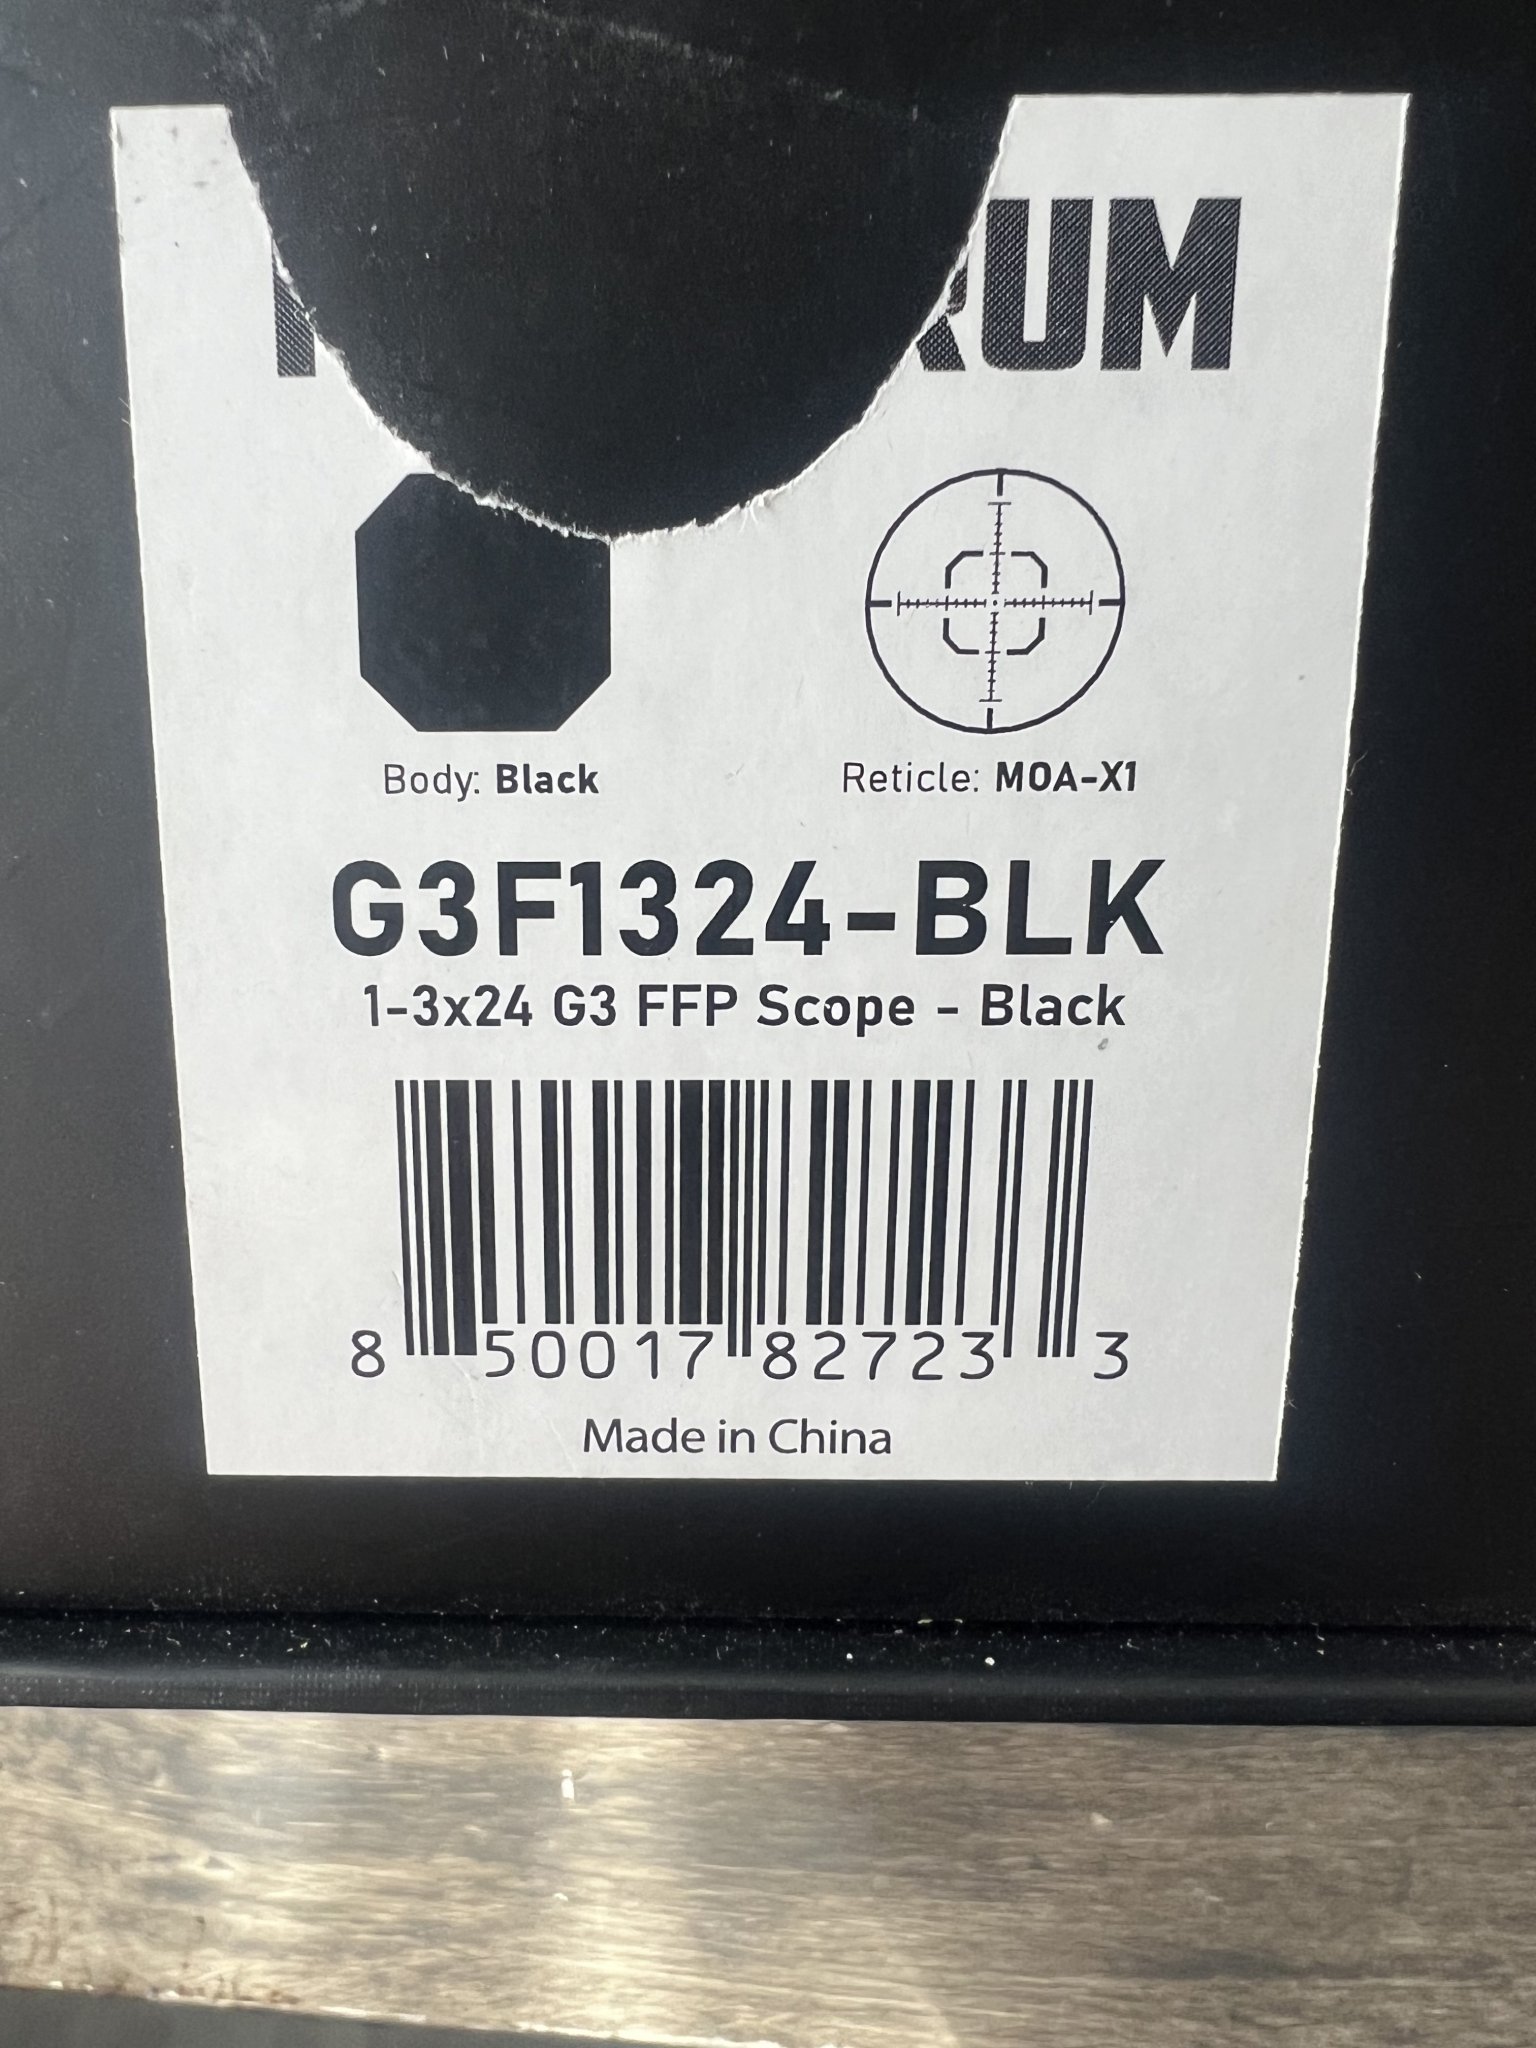 RUM
Body: Black
Reticle: MOA-X1
G3F1324-BLK
1-3x24 G3 FFP Scope - Black
8 50017 82723 3
Made in China